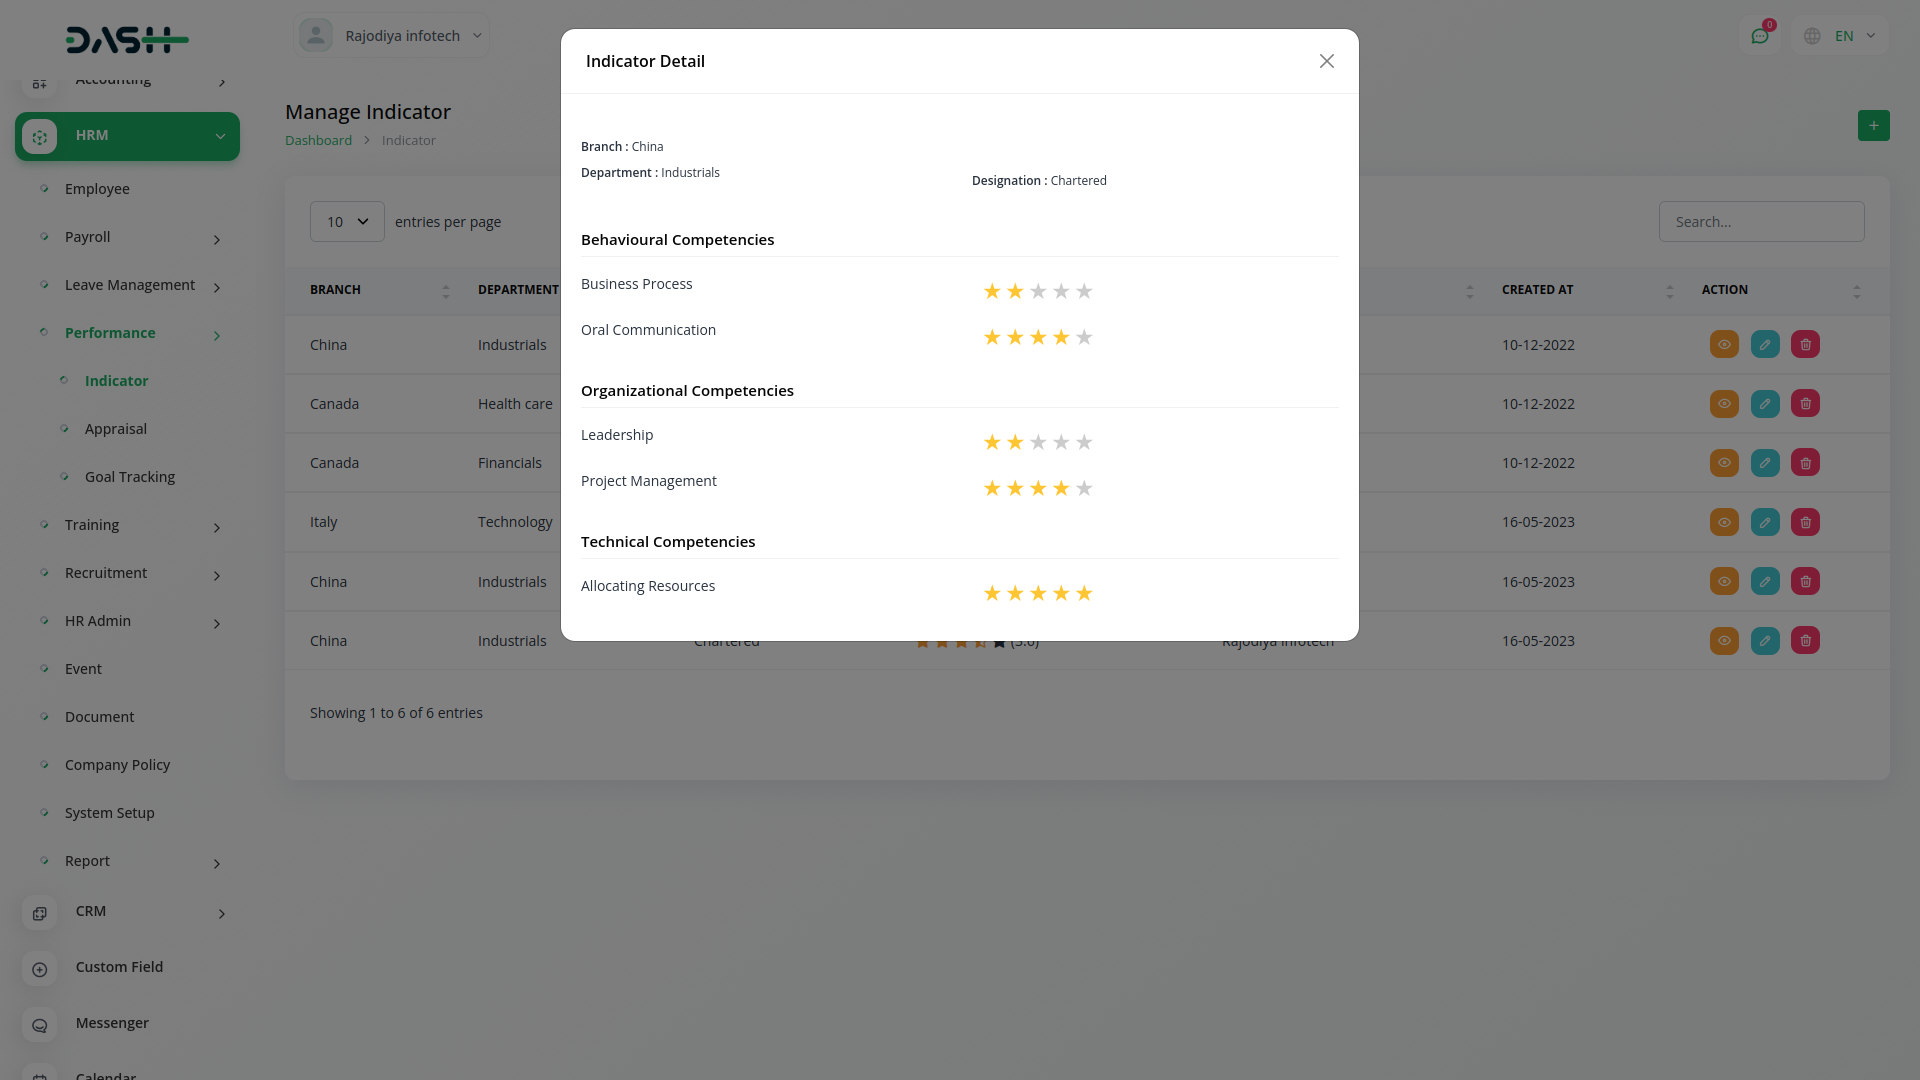 DASH
Rajodiya infotech
0
EN
Accounting
HRM
Employee
Payroll
Leave Management
Performance
Indicator
Appraisal
Goal Tracking
Training
Recruitment
HR Admin
Event
Document
Company Policy
System Setup
Report
CRM
Custom Field
Messenger
Calendar
Manage Indicator
Dashboard > Indicator
10 entries per page
Search...
BRANCH DEPARTMENT CREATED AT ACTION
China Industrials 10-12-2022
Canada Health care 10-12-2022
Canada Financials 10-12-2022
Italy Technology 16-05-2023
China Industrials 16-05-2023
China Industrials Chartered Rajodiya infotech 16-05-2023
Showing 1 to 6 of 6 entries
Indicator Detail
Branch : China
Department : Industrials
Designation : Chartered
Behavioural Competencies
Business Process
Oral Communication
Organizational Competencies
Leadership
Project Management
Technical Competencies
Allocating Resources